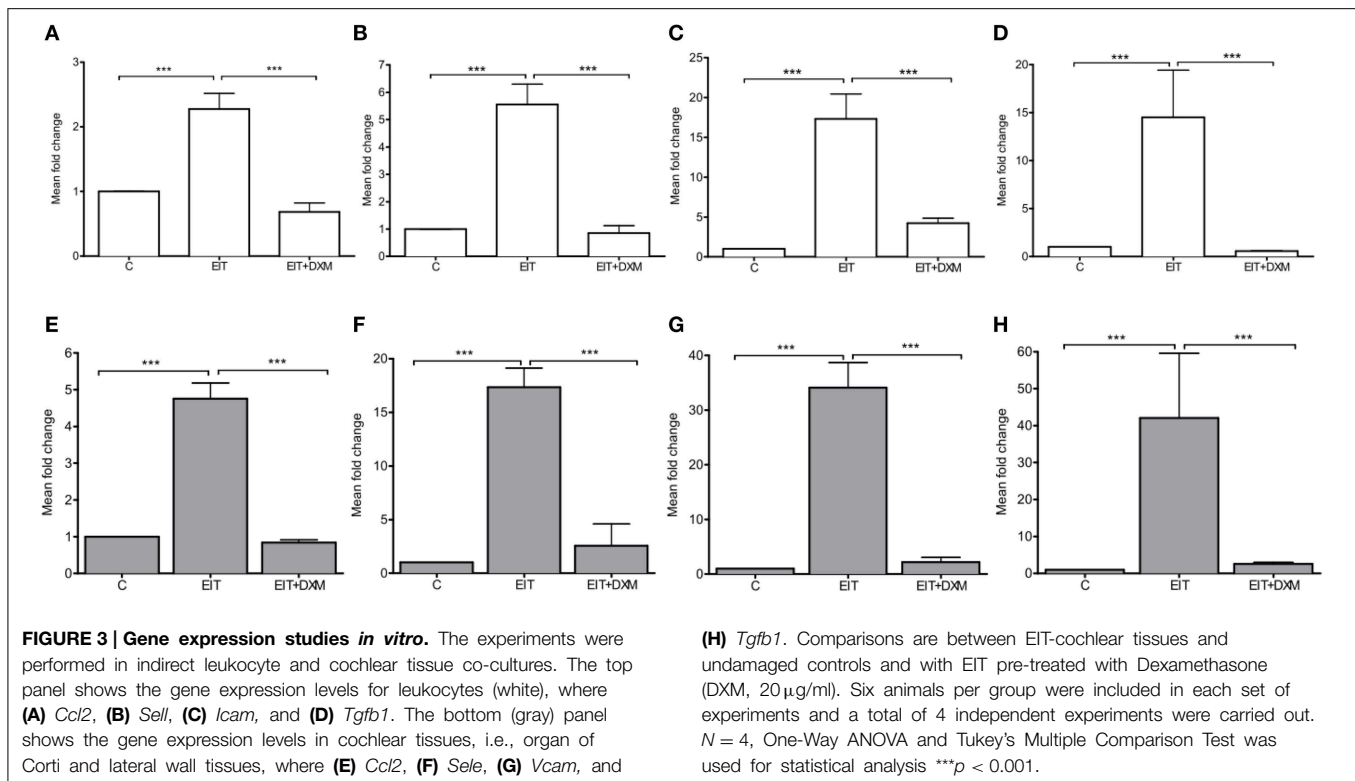 A
***
***
Mean fold change
3
2
1
0
C
EIT
EIT+DXM
B
***
***
Mean fold change
7
6
5
4
3
2
1
0
C
EIT
EIT+DXM
C
***
***
Mean fold change
25
20
15
10
5
0
C
EIT
EIT+DXM
D
***
***
Mean fold change
20
15
10
5
0
C
EIT
EIT+DXM
E
***
***
Mean fold change
6
5
4
3
2
1
0
C
EIT
EIT+DXM
F
***
***
Mean fold change
20
15
10
5
0
C
EIT
EIT+DXM
G
***
***
Mean fold change
40
30
20
10
0
C
EIT
EIT+DXM
H
***
***
Mean fold change
60
50
40
30
20
10
0
C
EIT
EIT+DXM
FIGURE 3 | Gene expression studies in vitro. The experiments were
performed in indirect leukocyte and cochlear tissue co-cultures. The top
panel shows the gene expression levels for leukocytes (white), where
(A) Ccl2, (B) Sell, (C) Icam, and (D) Tgfb1. The bottom (gray) panel
shows the gene expression levels in cochlear tissues, i.e., organ of
Corti and lateral wall tissues, where (E) Ccl2, (F) Sele, (G) Vcam, and
(H) Tgfb1. Comparisons are between EIT-cochlear tissues and
undamaged controls and with EIT pre-treated with Dexamethasone
(DXM, 20 μg/ml). Six animals per group were included in each set of
experiments and a total of 4 independent experiments were carried out.
N = 4, One-Way ANOVA and Tukey's Multiple Comparison Test was
used for statistical analysis ***p < 0.001.